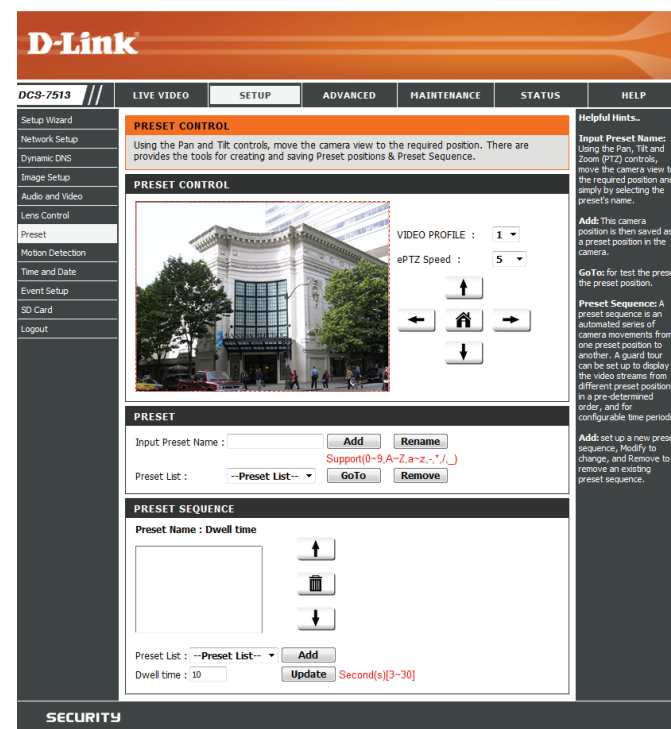 D-Link
DCS-7513 LIVE VIDEO SETUP ADVANCED MAINTENANCE STATUS HELP
Setup Wizard
Network Setup
Dynamic DNS
Image Setup
Audio and Video
Lens Control
Preset
Motion Detection
Time and Date
Event Setup
SD Card
Logout
PRESET CONTROL
Using the Pan and Tilt controls, move the camera view to the required position. There are
provides the tools for creating and saving Preset positions & Preset Sequence.
PRESET CONTROL
VIDEO PROFILE : 1
ePTZ Speed : 5
PRESET
Input Preset Name : Add Rename
Support(0~9,A~Z,a~z,-,*,/,_)
Preset List : --Preset List-- GoTo Remove
PRESET SEQUENCE
Preset Name : Dwell time
Preset List : --Preset List-- Add
Dwell time : 10 Update Second(s)[3~30]
Helpful Hints..
Input Preset Name:
Using the Pan, Tilt and
Zoom (PTZ) controls,
move the camera view to
the required position and
simply by selecting the
preset's name.
Add: This camera
position is then saved as
a preset position in the
camera.
GoTo: for test the prese
the preset position.
Preset Sequence: A
preset sequence is an
automated series of
camera movements from
one preset position to
another. A guard tour
can be set up to display
the video streams from
different preset position
in a pre-determined
order, and for
configurable time periods
Add: set up a new prese
sequence, Modify to
change, and Remove to
remove an existing
preset sequence.
SECURITY